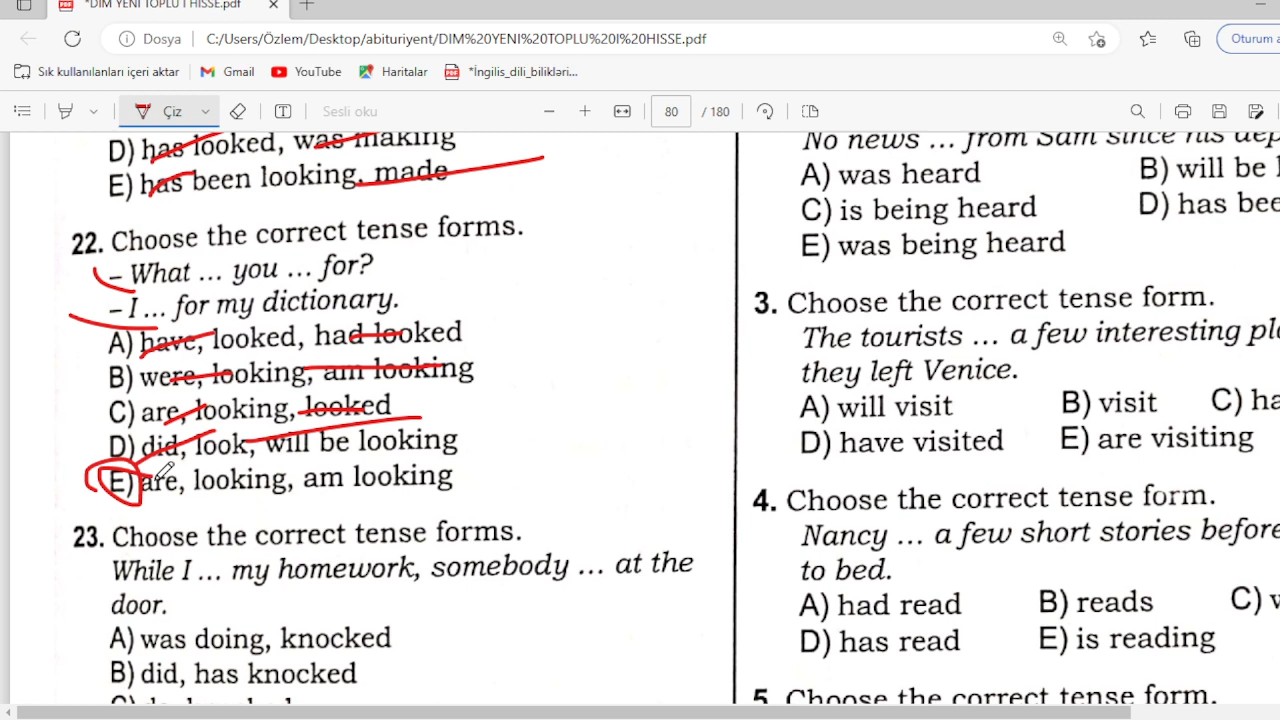 *DIM YENI TOPLU I HISSE.pdf
Dosya
C:/Users/Özlem/Desktop/abituriyent/DIM%20YENI%20TOPLU%20I%20HISSE.pdf
Oturum a
Sık kullanılanları içeri aktar
Gmail
YouTube
Haritalar
*İngilis_dili_bilikləri...
Çiz
Sesli oku
80 / 180
D) has looked, was making
E) has been looking, made
22. Choose the correct tense forms.
– What ... you ... for?
– I ... for my dictionary.
A) have, looked, had looked
B) were, looking, am looking
C) are, looking, looked
D) did, look, will be looking
E) are, looking, am looking
23. Choose the correct tense forms.
While I ... my homework, somebody ... at the
door.
A) was doing, knocked
B) did, has knocked
No news ... from Sam since his dep
A) was heard B) will be
C) is being heard D) has bee
E) was being heard
3. Choose the correct tense form.
The tourists ... a few interesting pl
they left Venice.
A) will visit B) visit C) ha
D) have visited E) are visiting
4. Choose the correct tense form.
Nancy ... a few short stories before
to bed.
A) had read B) reads C)
D) has read E) is reading
5. Choose the correct tense form.